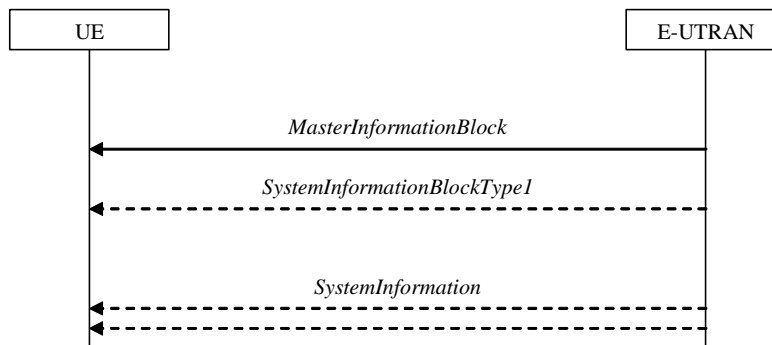 UE
E-UTRAN
MasterInformationBlock
SystemInformationBlockType1
SystemInformation